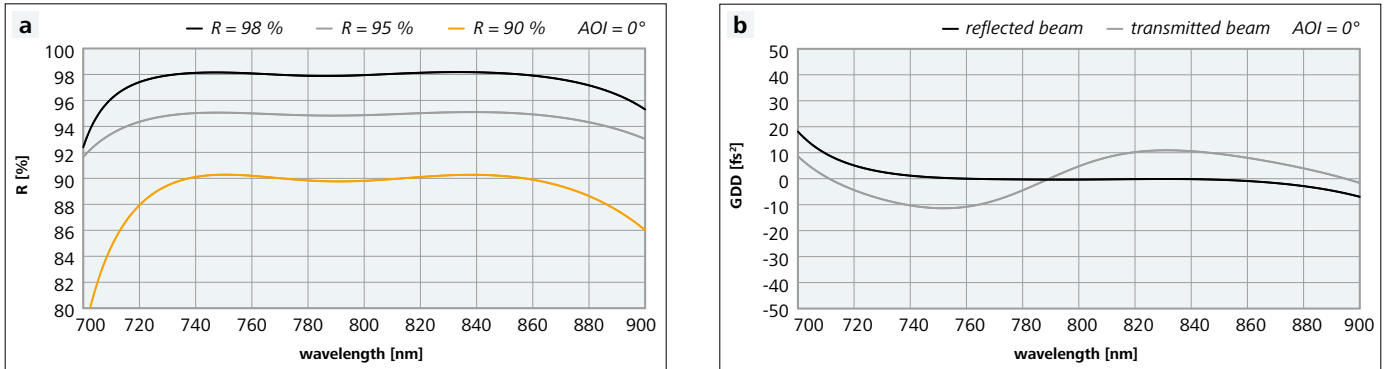 a
R = 98 % R = 95 % R = 90 % AOI = 0°
100
98
96
94
92
90
88
86
84
82
80
R [%]
700 720 740 760 780 800 820 840 860 880 900
wavelength [nm]
b
reflected beam transmitted beam AOI = 0°
50
40
30
20
10
0
-10
-20
-30
-40
-50
GDD [fs²]
700 720 740 760 780 800 820 840 860 880 900
wavelength [nm]